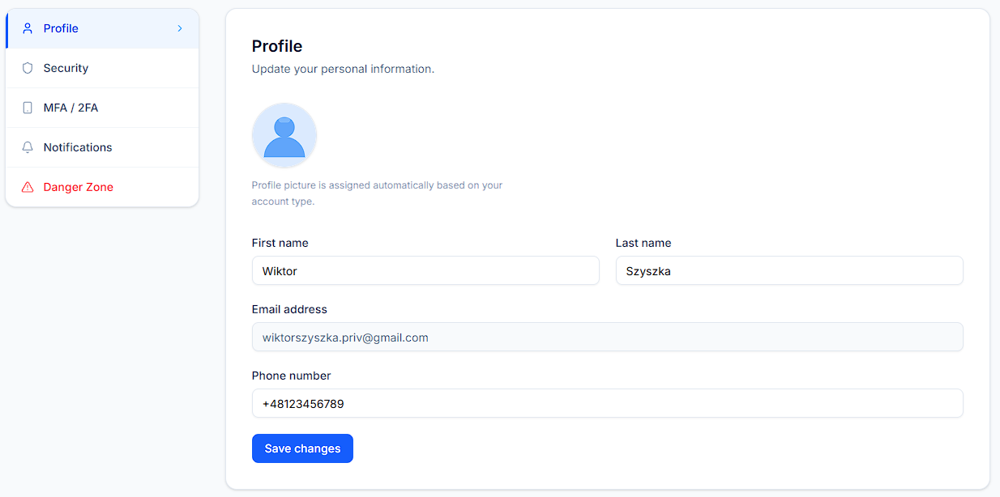 Profile
Security
MFA / 2FA
Notifications
Danger Zone
Profile
Update your personal information.
Profile picture is assigned automatically based on your
account type.
First name
Last name
Wiktor
Szyszka
Email address
wiktorszyszka.priv@gmail.com
Phone number
+48123456789
Save changes